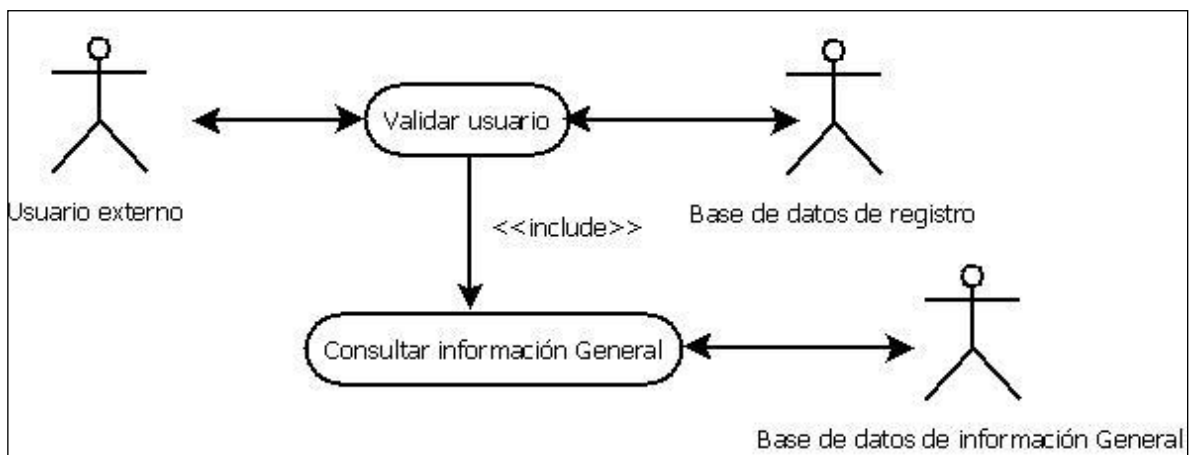 Validar usuario
Usuario externo
Base de datos de registro
<<include>>
Consultar información General
Base de datos de información General